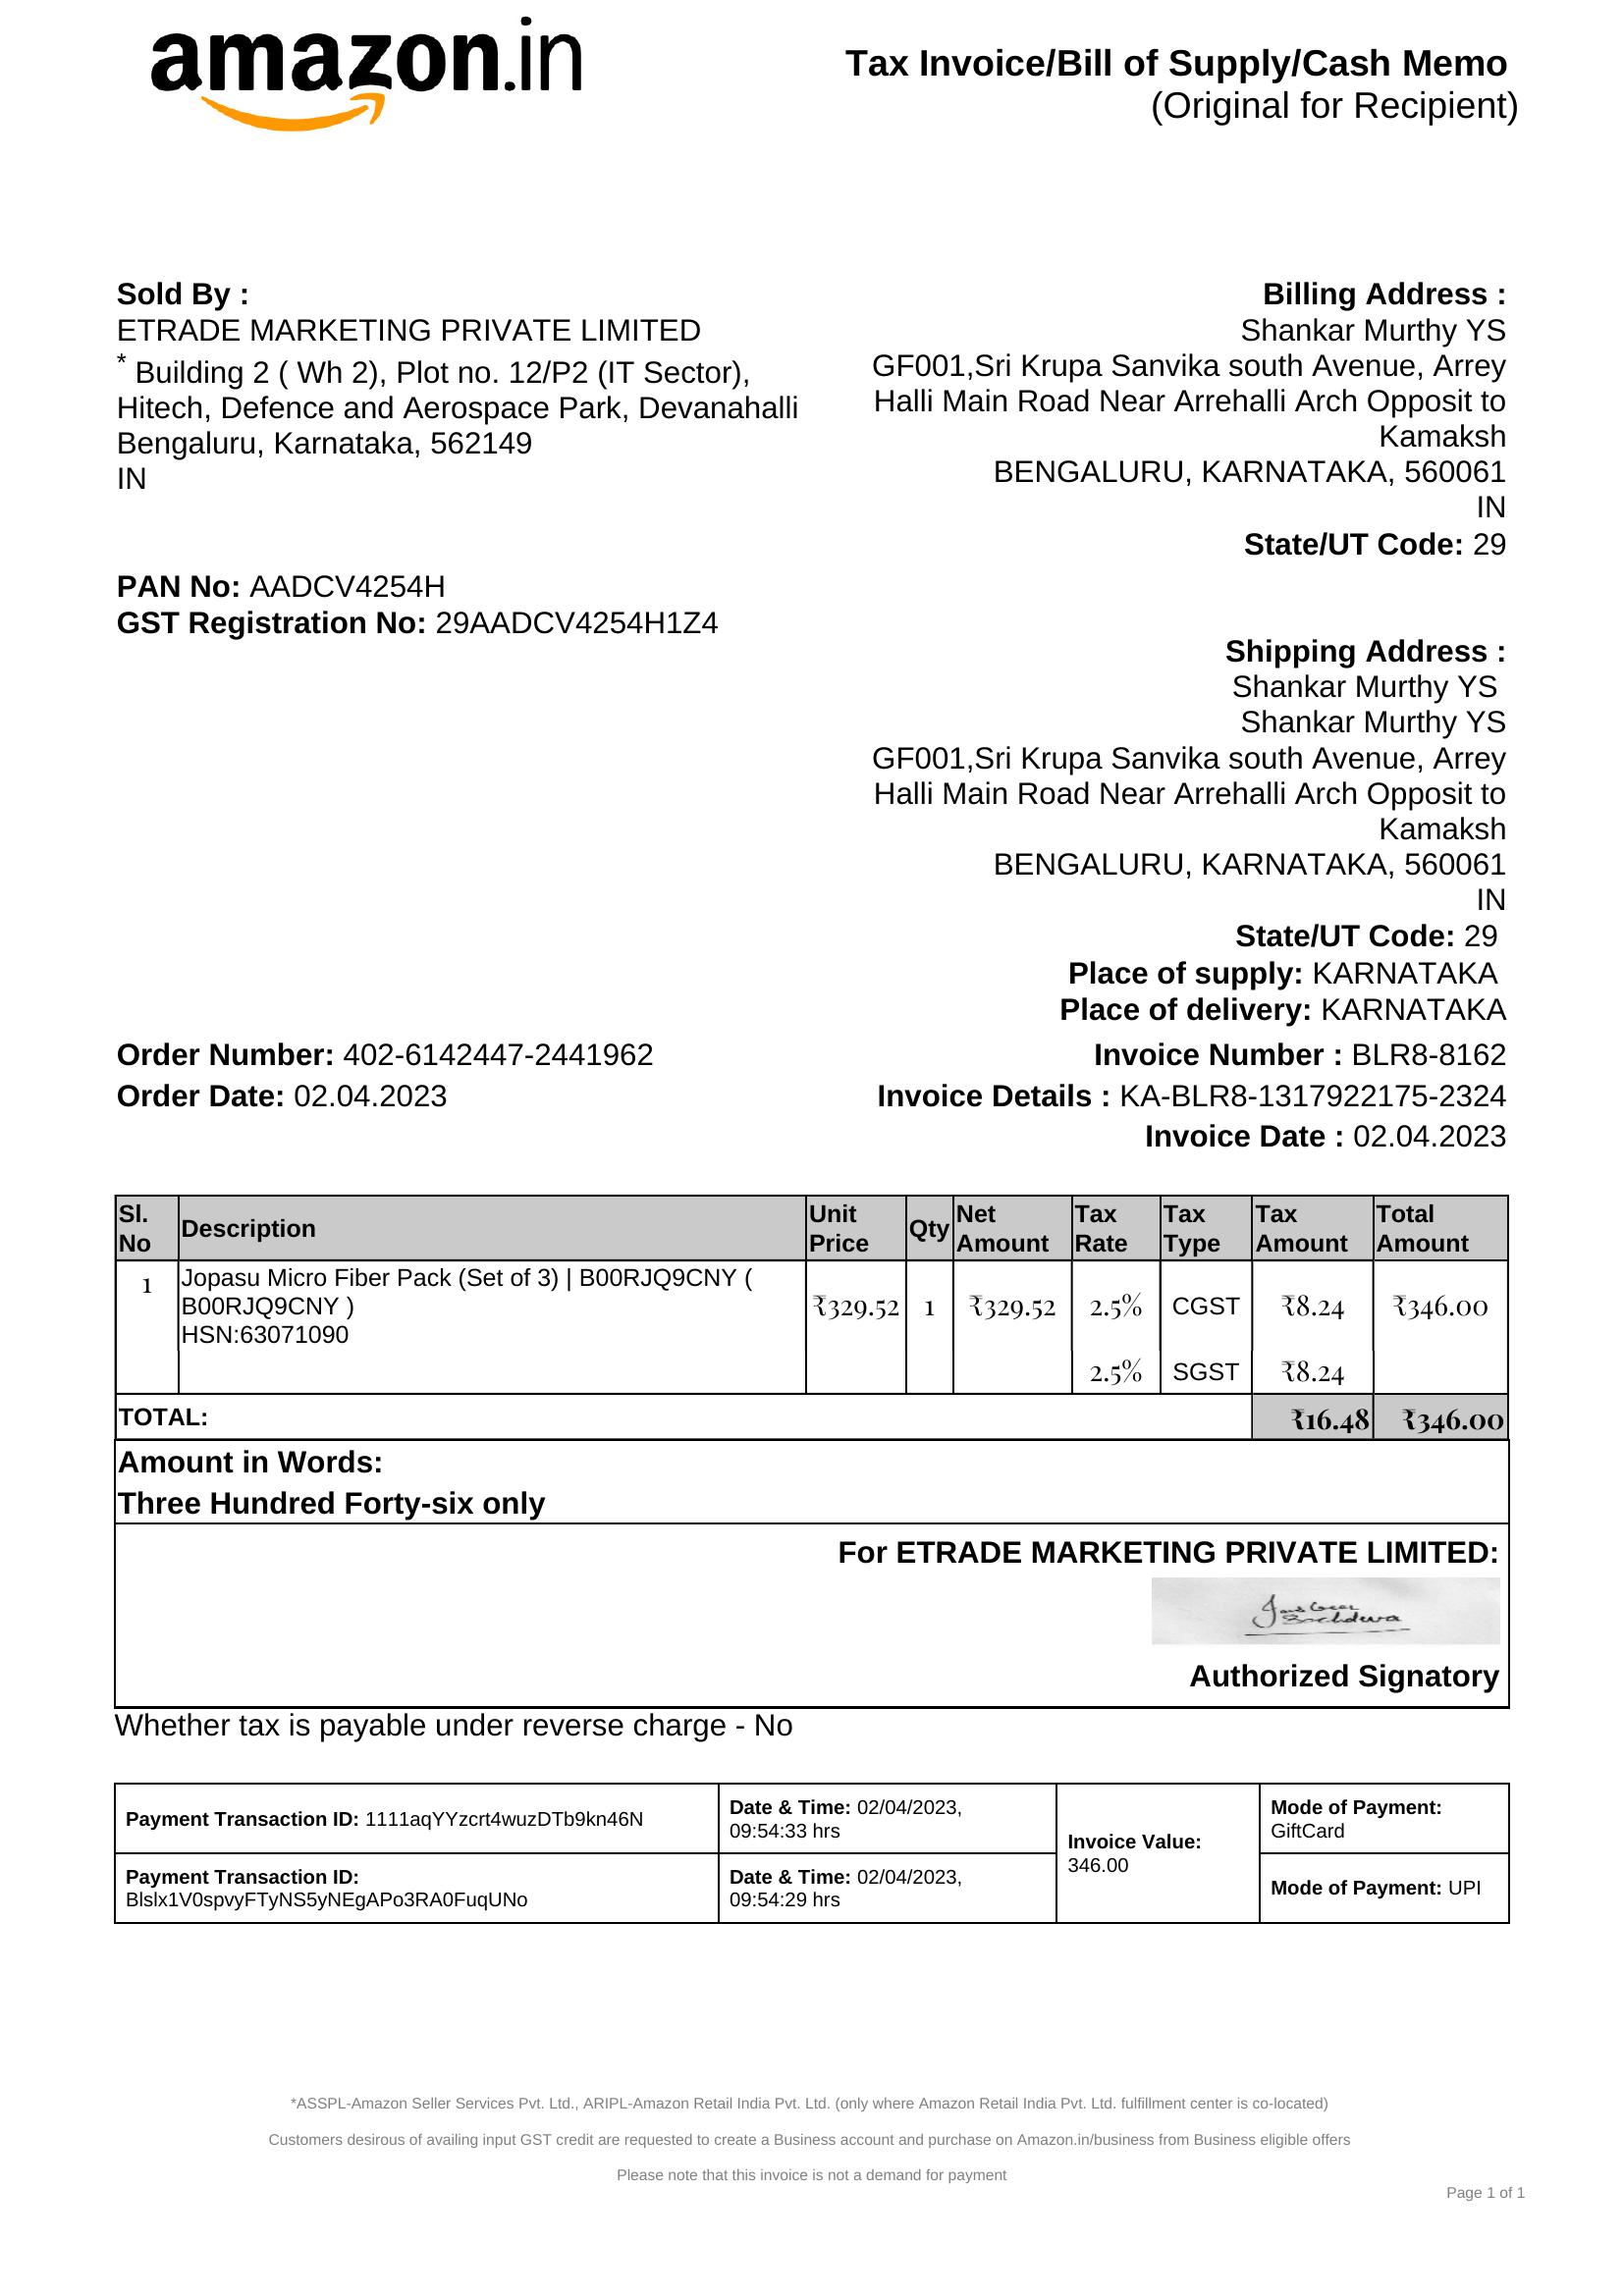 amazon.in
Tax Invoice/Bill of Supply/Cash Memo
(Original for Recipient)
Sold By :
ETRADE MARKETING PRIVATE LIMITED
* Building 2 ( Wh 2), Plot no. 12/P2 (IT Sector),
Hitech, Defence and Aerospace Park, Devanahalli
Bengaluru, Karnataka, 562149
IN
PAN No: AADCV4254H
GST Registration No: 29AADCV4254H1Z4
Billing Address :
Shankar Murthy YS
GF001,Sri Krupa Sanvika south Avenue, Arrey
Halli Main Road Near Arrehalli Arch Opposit to
Kamaksh
BENGALURU, KARNATAKA, 560061
IN
State/UT Code: 29
Shipping Address :
Shankar Murthy YS
Shankar Murthy YS
GF001,Sri Krupa Sanvika south Avenue, Arrey
Halli Main Road Near Arrehalli Arch Opposit to
Kamaksh
BENGALURU, KARNATAKA, 560061
IN
State/UT Code: 29
Place of supply: KARNATAKA
Place of delivery: KARNATAKA
Order Number: 402-6142447-2441962
Order Date: 02.04.2023
Invoice Number : BLR8-8162
Invoice Details : KA-BLR8-1317922175-2324
Invoice Date : 02.04.2023
Sl. No Description Unit Price Qty Net Amount Tax Rate Tax Type Tax Amount Total Amount
1 Jopasu Micro Fiber Pack (Set of 3) | B00RJQ9CNY (
B00RJQ9CNY ) ₹329.52 1 ₹329.52 2.5% CGST ₹8.24 ₹346.00
HSN:63071090
2.5% SGST ₹8.24
TOTAL: ₹16.48 ₹346.00
Amount in Words:
Three Hundred Forty-six only
For ETRADE MARKETING PRIVATE LIMITED:
Authorized Signatory
Whether tax is payable under reverse charge - No
Payment Transaction ID: 1111aqYYzcrt4wuzDTb9kn46N
Date & Time: 02/04/2023,
09:54:33 hrs
Invoice Value:
346.00
Mode of Payment:
GiftCard
Payment Transaction ID:
Blslx1V0spvyFTyNS5yNEgAPo3RA0FuqUNo
Date & Time: 02/04/2023,
09:54:29 hrs
Mode of Payment: UPI
*ASSPL-Amazon Seller Services Pvt. Ltd., ARIPL-Amazon Retail India Pvt. Ltd. (only where Amazon Retail India Pvt. Ltd. fulfillment center is co-located)
Customers desirous of availing input GST credit are requested to create a Business account and purchase on Amazon.in/business from Business eligible offers
Please note that this invoice is not a demand for payment
Page 1 of 1